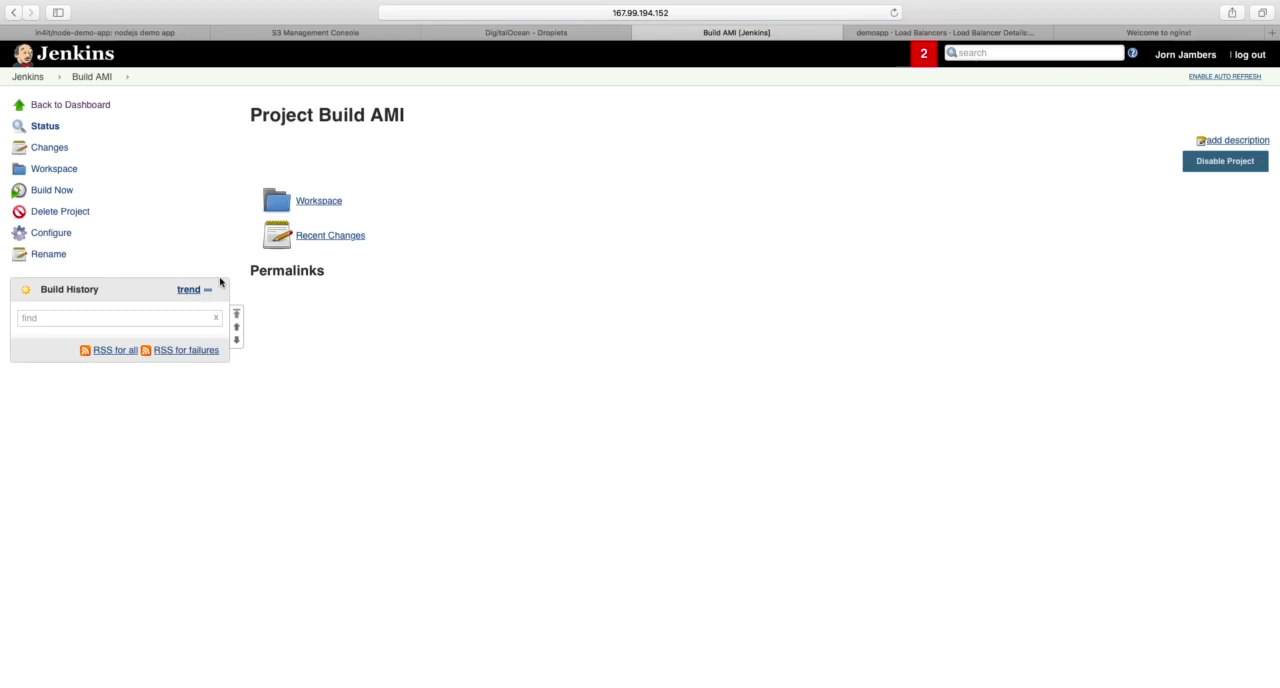 167.99.194.152
in4it/node-demo-app: nodejs demo app
S3 Management Console
DigitalOcean - Droplets
Build AMI [Jenkins]
demoapp · Load Balancers · Load Balancer Details:...
Welcome to nginx!
Jenkins
2
search
Jorn Jambers
| log out
Jenkins
Build AMI
ENABLE AUTO REFRESH
Back to Dashboard
Status
Changes
Workspace
Build Now
Delete Project
Configure
Rename
Project Build AMI
add description
Disable Project
Workspace
Recent Changes
Permalinks
Build History
trend
find
x
RSS for all
RSS for failures